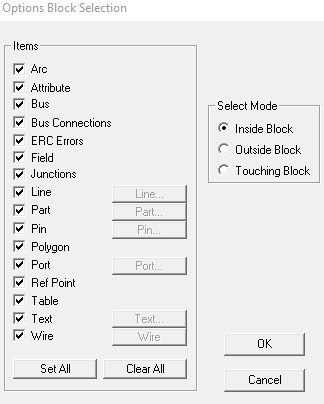 Options Block Selection
Items
Arc
Attribute
Bus
Bus Connections
ERC Errors
Field
Junctions
Line Line...
Part Part...
Pin Pin...
Polygon
Port Port...
Ref Point
Table
Text Text...
Wire Wire
Set All Clear All
Select Mode
Inside Block
Outside Block
Touching Block
OK
Cancel